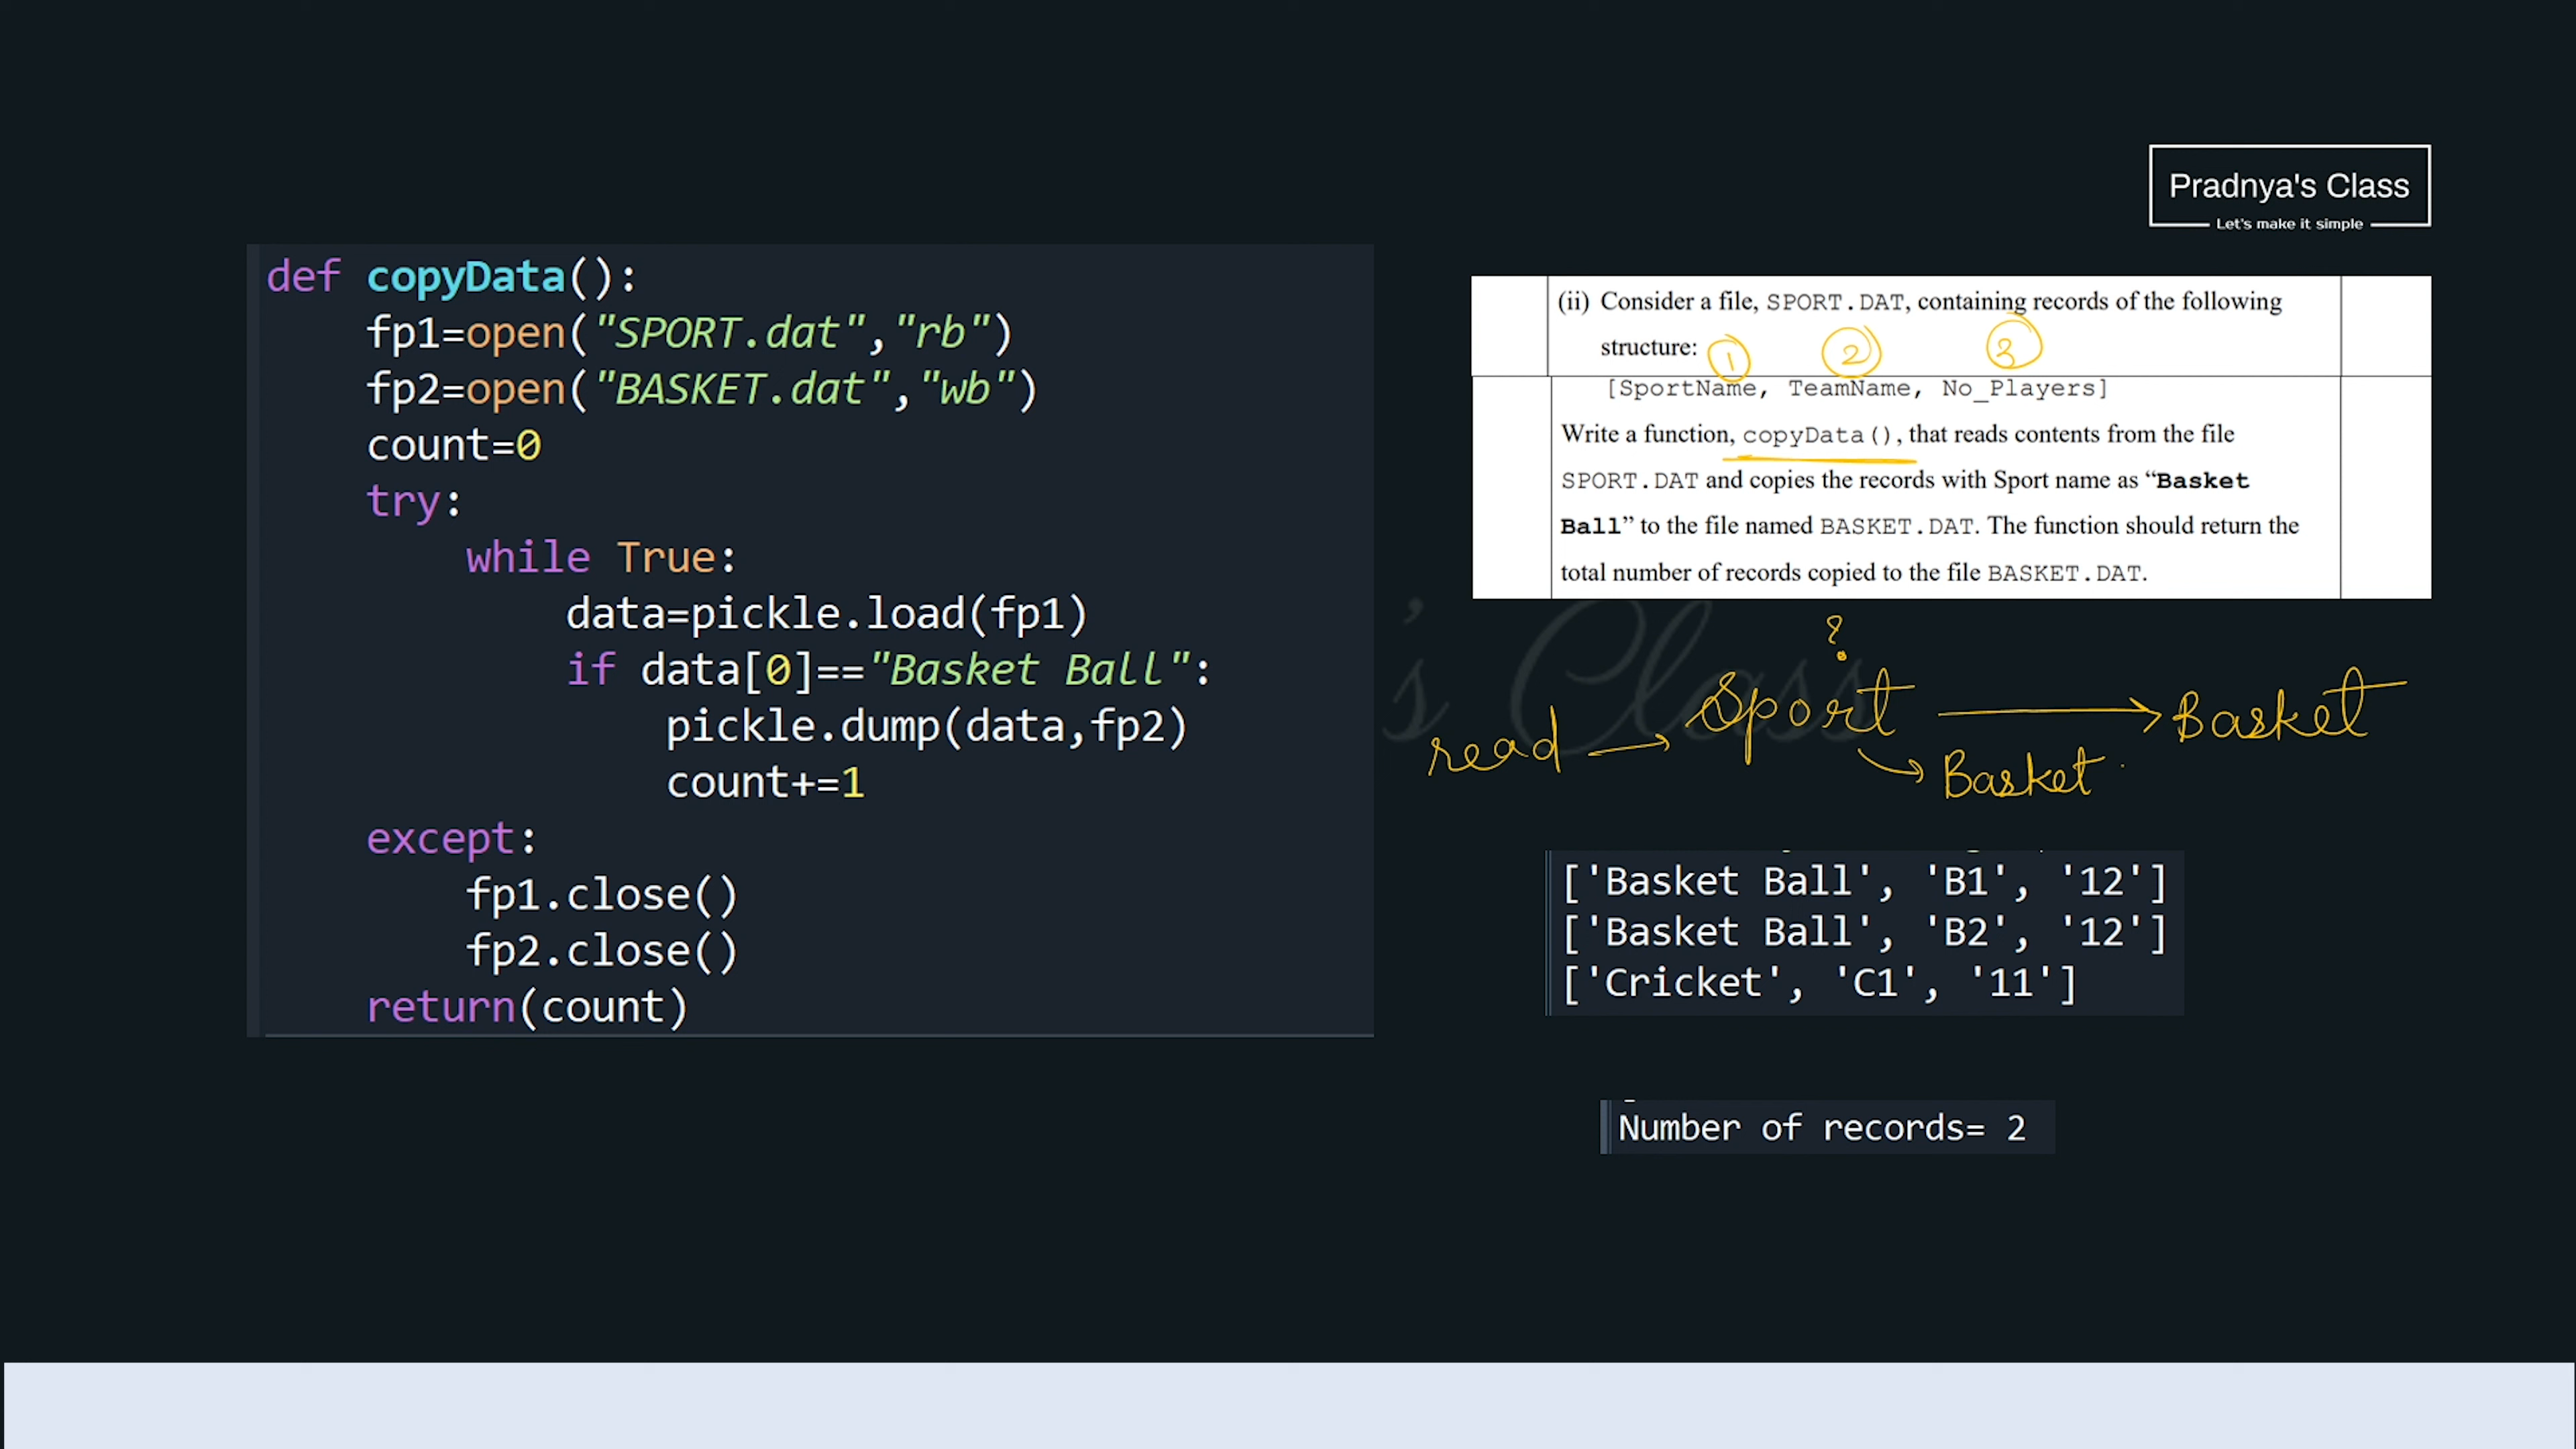 Pradnya's Class
Let's make it simple
def copyData():
    fp1=open("SPORT.dat","rb")
    fp2=open("BASKET.dat","wb")
    count=0
    try:
        while True:
            data=pickle.load(fp1)
            if data[0]=="Basket Ball":
                pickle.dump(data,fp2)
                count+=1
    except:
        fp1.close()
        fp2.close()
    return(count)
(ii) Consider a file, SPORT.DAT, containing records of the following
structure:
1 2 3
[SportName, TeamName, No_Players]
Write a function, copyData(), that reads contents from the file
SPORT.DAT and copies the records with Sport name as “Basket
Ball” to the file named BASKET.DAT. The function should return the
total number of records copied to the file BASKET.DAT.
's Class
?
read → Sport → Basket
Basket
['Basket Ball', 'B1', '12']
['Basket Ball', 'B2', '12']
['Cricket', 'C1', '11']
Number of records= 2